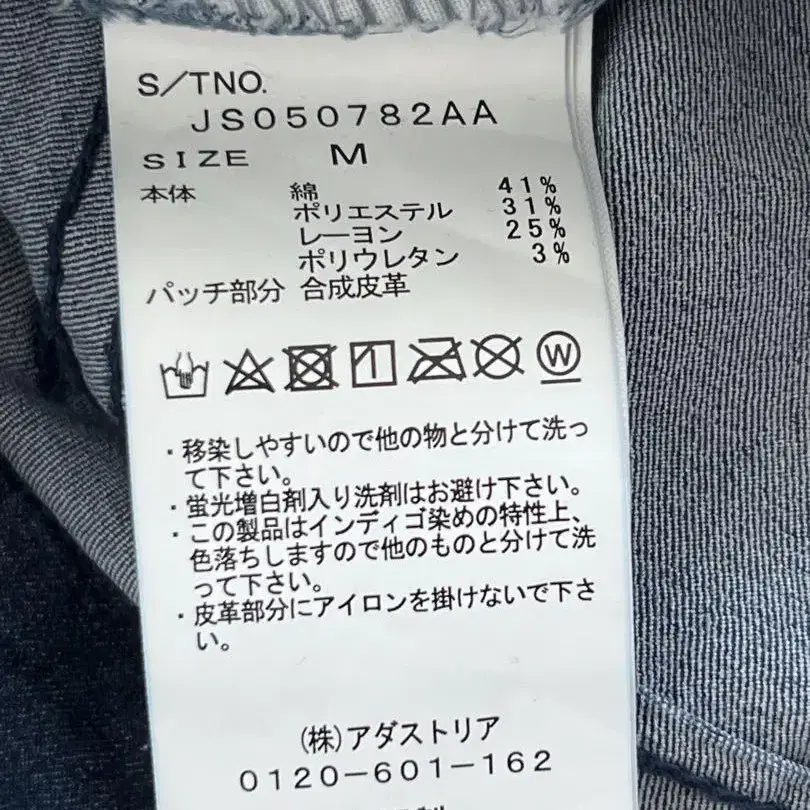 S/TNO.
JS050782AA
SIZE M
本体 綿 41%
ポリエステル 31%
レーヨン 25%
ポリウレタン 3%
パッチ部分 合成皮革
W
・移染しやすいので他の物と分けて洗っ
て下さい。
・蛍光増白剤入り洗剤はお避け下さい。
・この製品はインディゴ染めの特性上、
色落ちしますので他のものと分けて洗
って下さい。
・皮革部分にアイロンを掛けないで下さ
い。
(株)アダストリア
0120-601-162